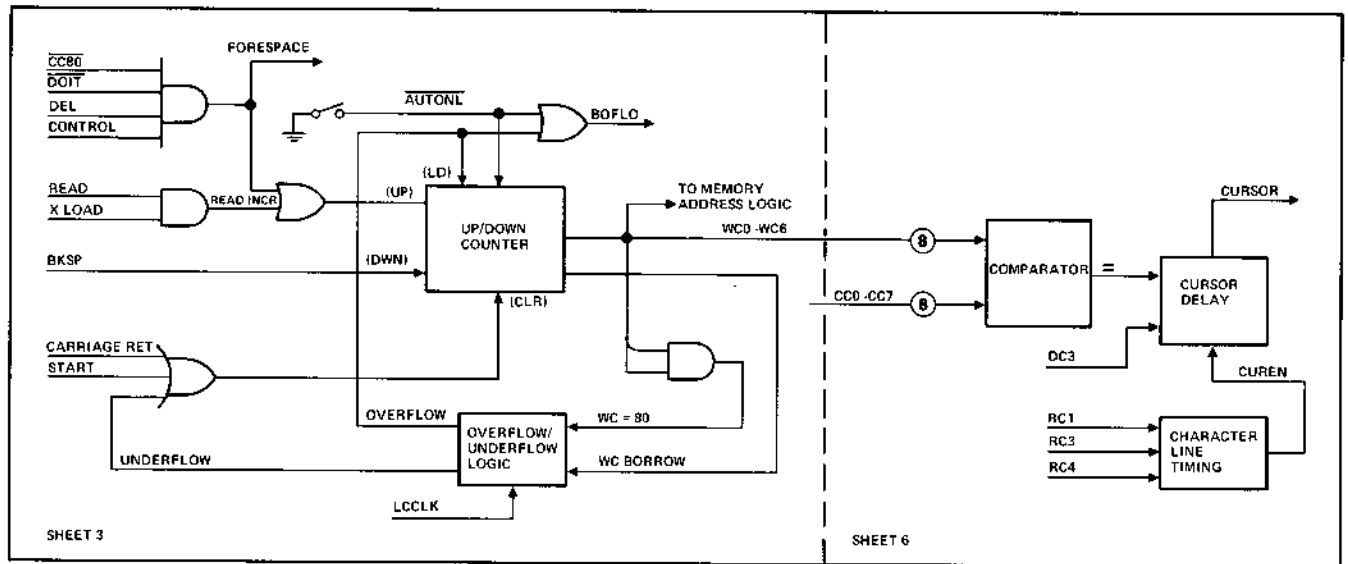 FORESPACE
CC80
DOIT
DEL
CONTROL
AUTONL
BOFLO
READ
X LOAD
READ INCR
(LD)
(UP)
UP/DOWN
COUNTER
TO MEMORY
ADDRESS LOGIC
WC0 -WC6
8
CURSOR
BKSP
(DWN)
(CLR)
COMPARATOR
=
CURSOR
DELAY
CC0 -CC7
8
CARRIAGE RET
START
DC3
CUREN
OVERFLOW
OVERFLOW/
UNDERFLOW
LOGIC
WC = 80
WC BORROW
UNDERFLOW
LCCLK
RC1
RC3
RC4
CHARACTER
LINE
TIMING
SHEET 3
SHEET 6